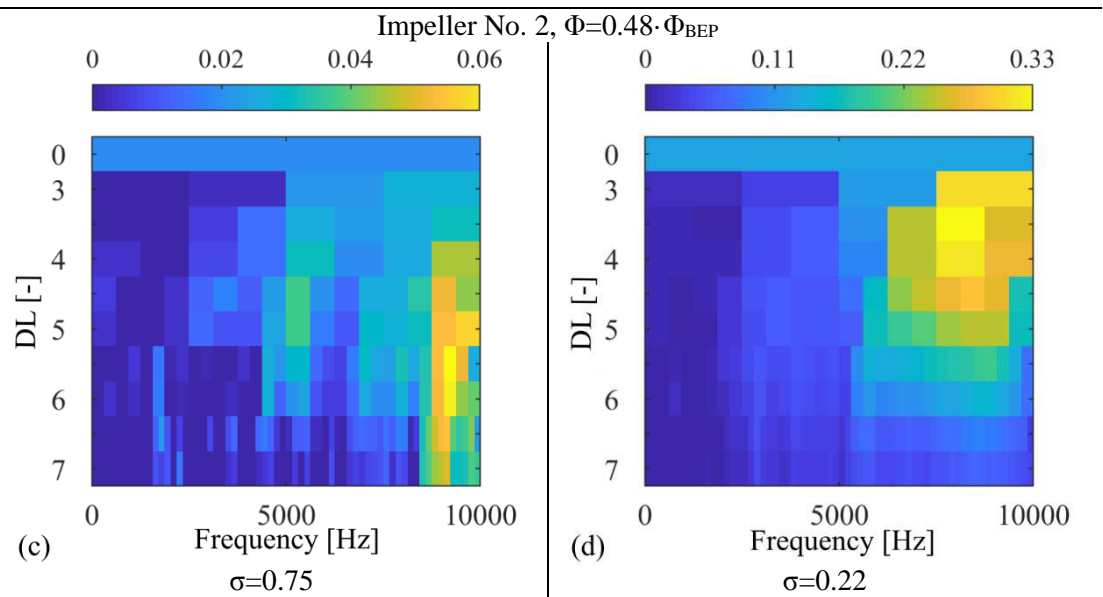 Impeller No. 2, Φ=0.48·Φ_BEP
0 0.02 0.04 0.06
0
3
4
5
6
7
DL [-]
0 5000 10000
Frequency [Hz]
(c)
σ=0.75
0 0.11 0.22 0.33
0
3
4
5
6
7
DL [-]
0 5000 10000
Frequency [Hz]
(d)
σ=0.22